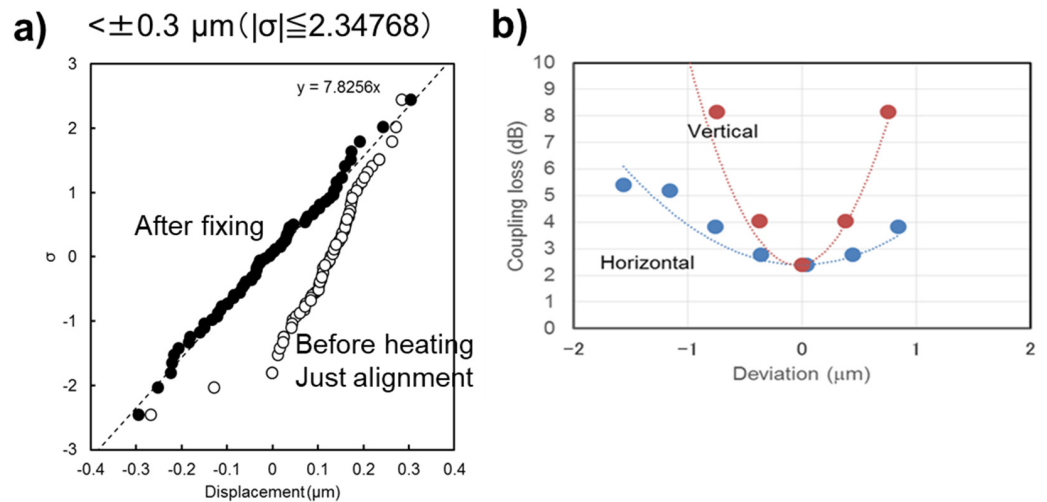 a) <±0.3 μm(|σ|≦2.34768)
3
2
1
0
-1
-2
-3
σ
y = 7.8256x
After fixing
Before heating
Just alignment
-0.4 -0.3 -0.2 -0.1 0 0.1 0.2 0.3 0.4
Displacement(μm)
b)
10
9
8
7
6
5
4
3
2
1
0
Coupling loss (dB)
Vertical
Horizontal
−2 −1 0 1 2
Deviation (μm)